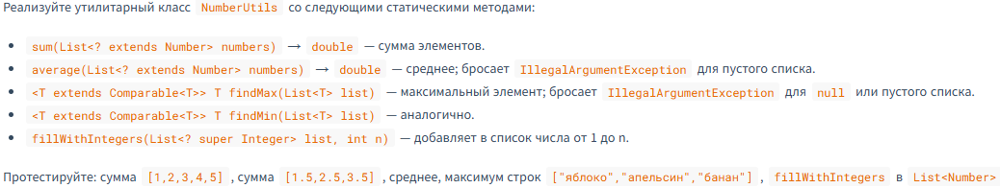 Реализуйте утилитарный класс NumberUtils со следующими статическими методами:
• sum(List<? extends Number> numbers) → double — сумма элементов.
• average(List<? extends Number> numbers) → double — среднее; бросает IllegalArgumentException для пустого списка.
• <T extends Comparable<T>> T findMax(List<T> list) — максимальный элемент; бросает IllegalArgumentException для null или пустого списка.
• <T extends Comparable<T>> T findMin(List<T> list) — аналогично.
• fillWithIntegers(List<? super Integer> list, int n) — добавляет в список числа от 1 до n.
Протестируйте: сумма [1,2,3,4,5] , сумма [1.5,2.5,3.5] , среднее, максимум строк ["яблоко","апельсин","банан"] , fillWithIntegers в List<Number>